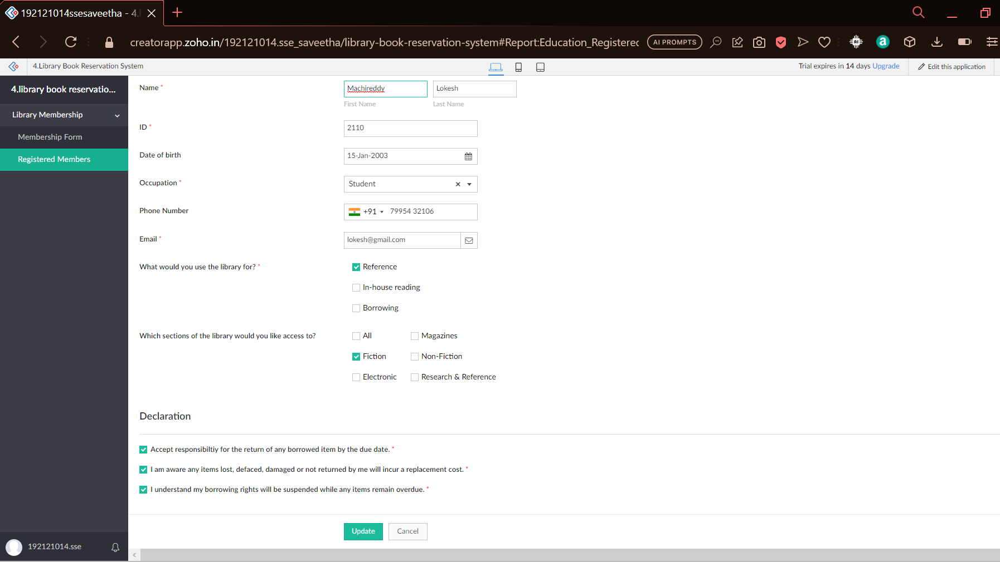 192121014ssesaveetha - 4.
creatorapp.zoho.in/192121014.sse_saveetha/library-book-reservation-system#Report:Education_Registered
AI PROMPTS
4.Library Book Reservation System
Trial expires in 14 days Upgrade
Edit this application
4.library book reservatio...
Library Membership
Membership Form
Registered Members
Name *
Machireddy
Lokesh
First Name
Last Name
ID *
2110
Date of birth
15-Jan-2003
Occupation *
Student
Phone Number
+91 79954 32106
Email *
lokesh@gmail.com
What would you use the library for? *
Reference
In-house reading
Borrowing
Which sections of the library would you like access to?
All
Magazines
Fiction
Non-Fiction
Electronic
Research & Reference
Declaration
Accept responsibiltiy for the return of any borrowed item by the due date. *
I am aware any items lost, defaced, damaged or not returned by me will incur a replacement cost. *
I understand my borrowing rights will be suspended while any items remain overdue. *
Update
Cancel
192121014.sse